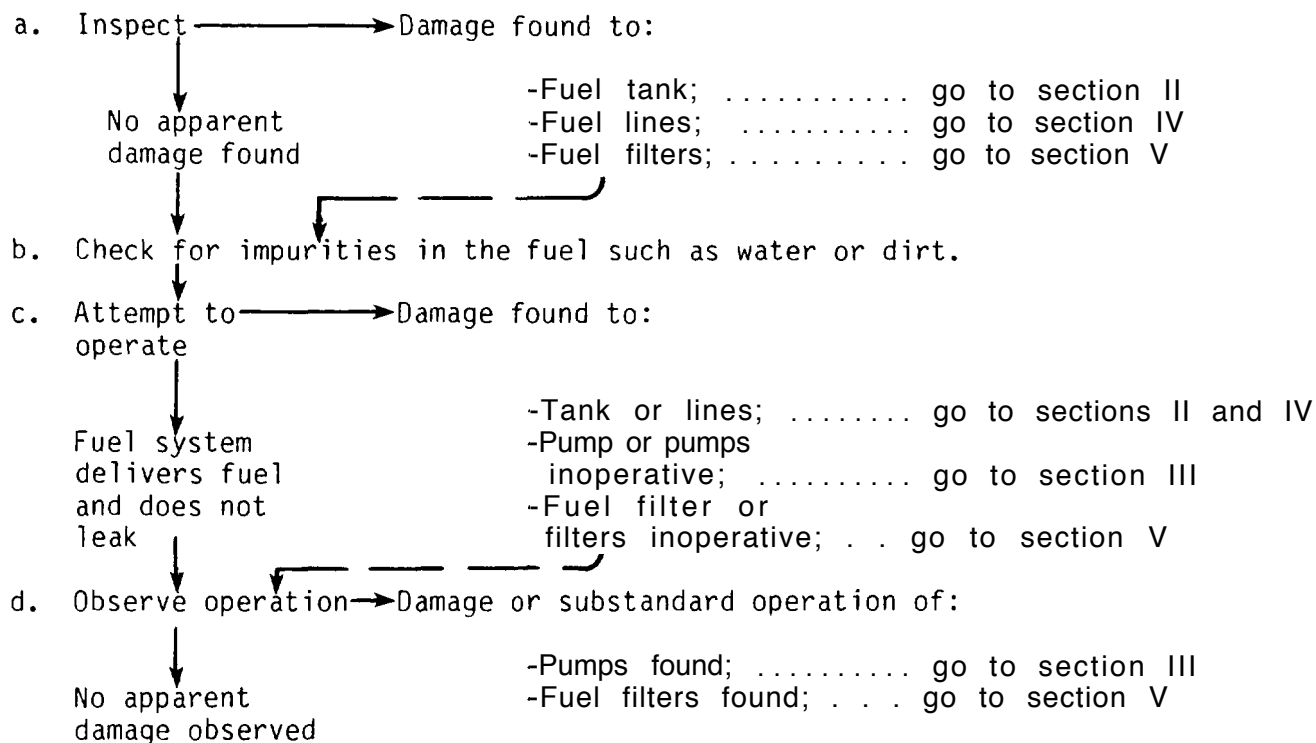 a. Inspect Damage found to:
-Fuel tank; ........... go to section II
No apparent -Fuel lines; ........... go to section IV
damage found -Fuel filters; .......... go to section V
b. Check for impurities in the fuel such as water or dirt.
c. Attempt to Damage found to:
operate
-Tank or lines; ........ go to sections II and IV
Fuel system -Pump or pumps
delivers fuel inoperative; .......... go to section III
and does not -Fuel filter or
leak filters inoperative; . . go to section V
d. Observe operation Damage or substandard operation of:
-Pumps found; .......... go to section III
No apparent -Fuel filters found; . . . go to section V
damage observed